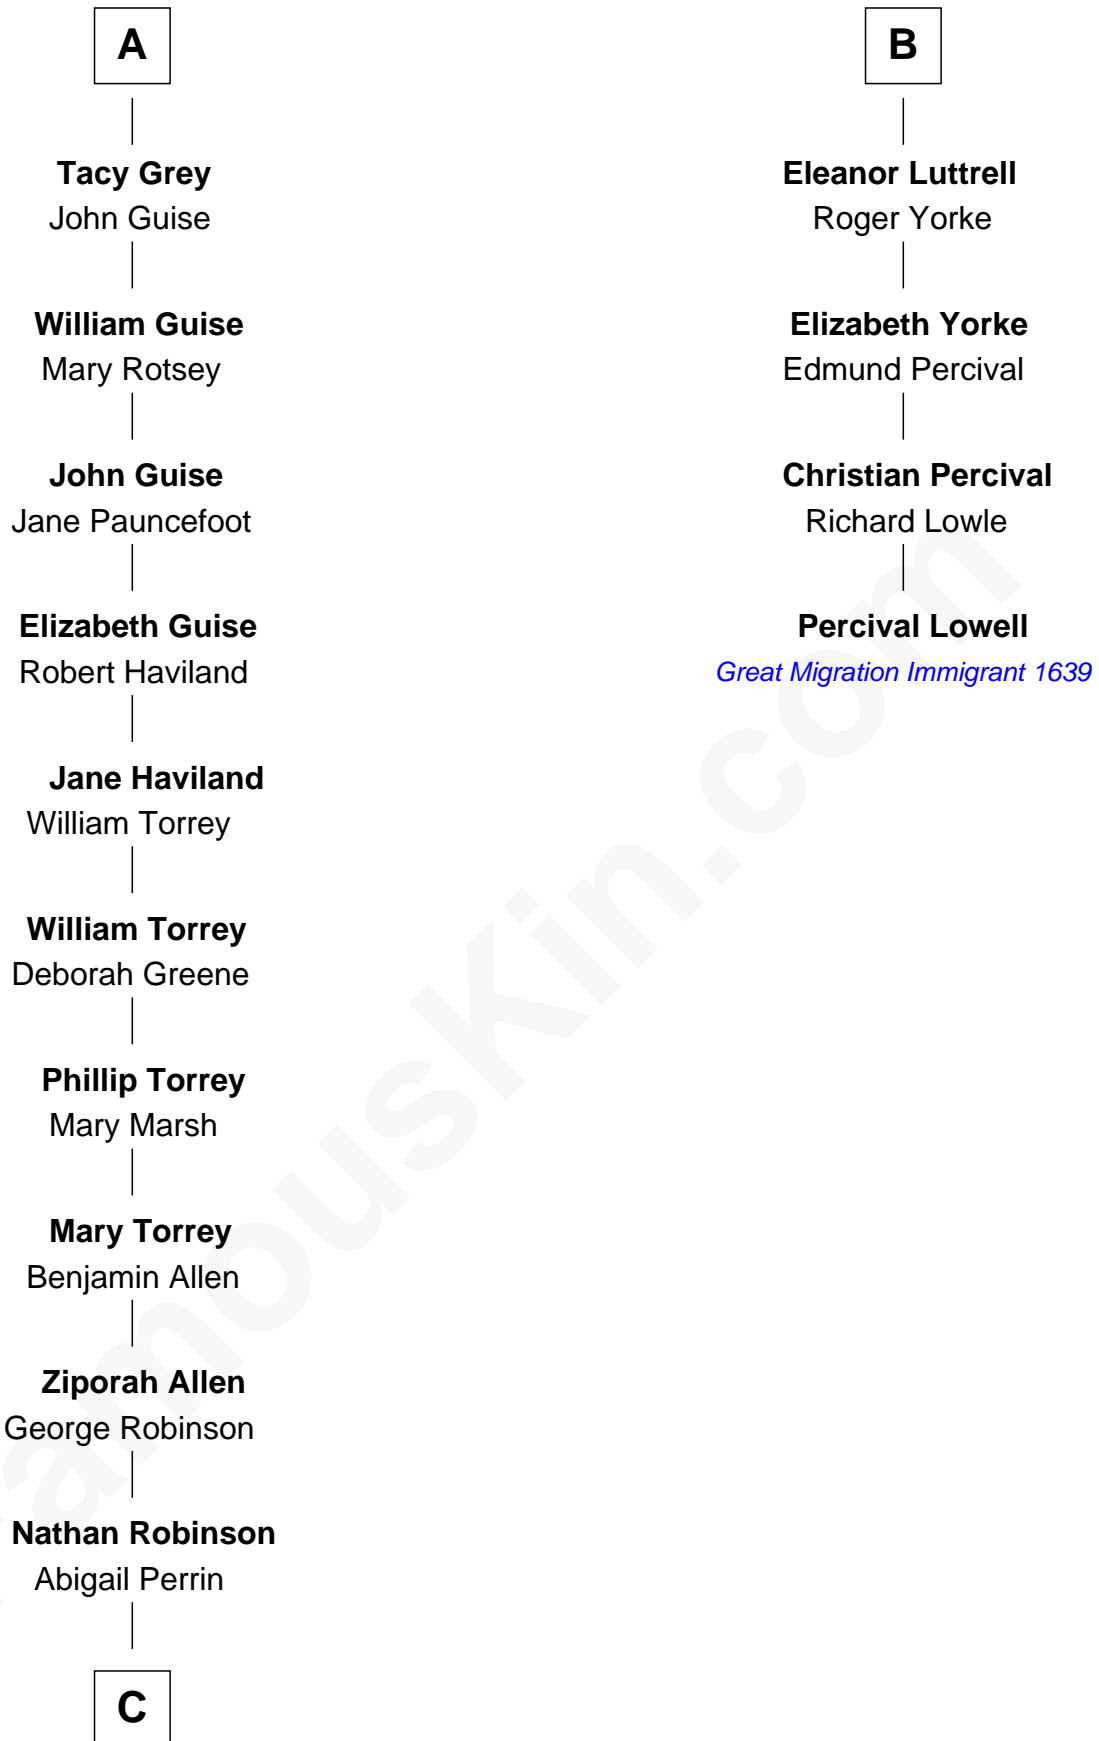 A
Tacy Grey
John Guise
William Guise
Mary Rotsey
John Guise
Jane Pauncefoot
Elizabeth Guise
Robert Haviland
Jane Haviland
William Torrey
William Torrey
Deborah Greene
Phillip Torrey
Mary Marsh
Mary Torrey
Benjamin Allen
Ziporah Allen
George Robinson
Nathan Robinson
Abigail Perrin
C
B
Eleanor Luttrell
Roger Yorke
Elizabeth Yorke
Edmund Percival
Christian Percival
Richard Lowle
Percival Lowell
Great Migration Immigrant 1639
famouskin.com